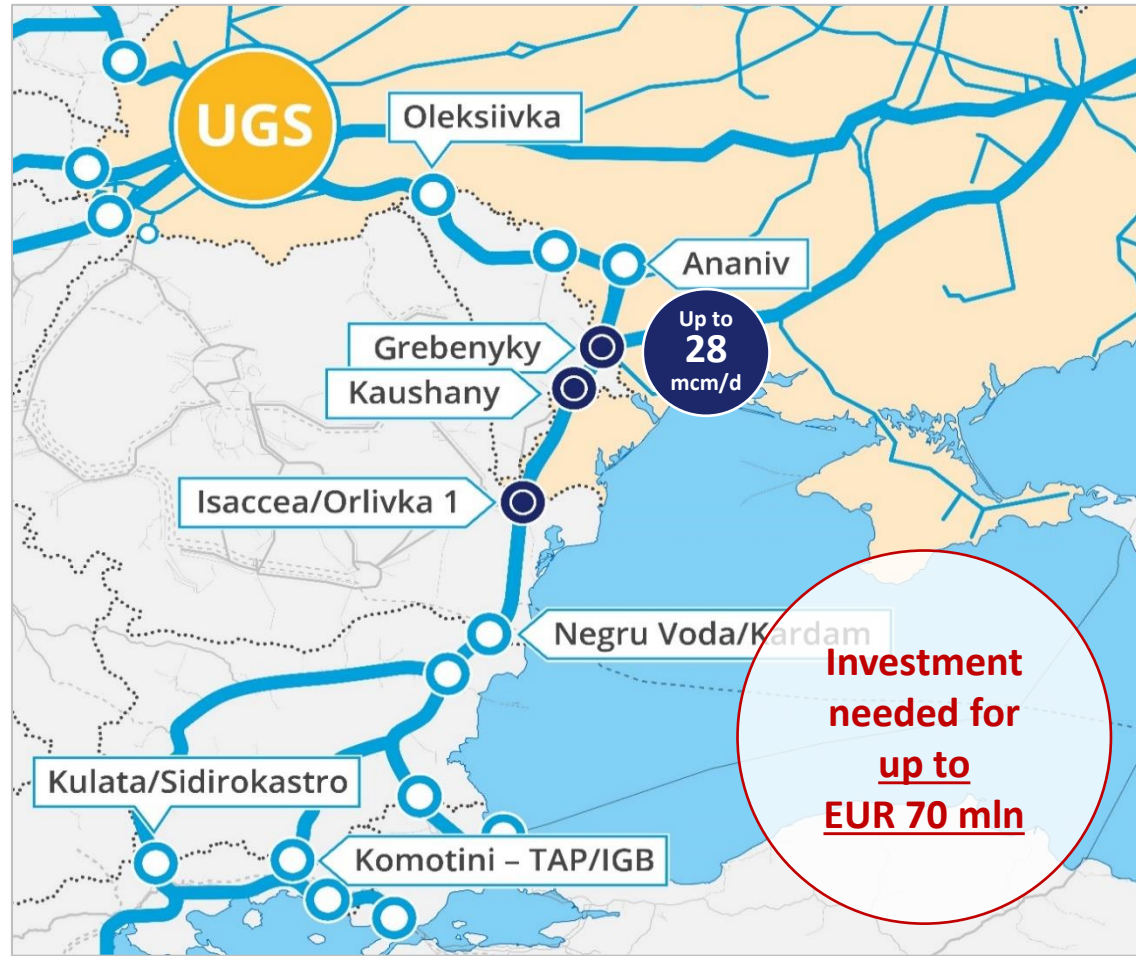 UGS
Oleksiivka
Ananiv
Up to
28
mcm/d
Grebenyky
Kaushany
Isaccea/Orlivka 1
Negru Voda/Kardam
Investment
needed for
up to
EUR 70 mln
Kulata/Sidirokastro
Komotini – TAP/IGB